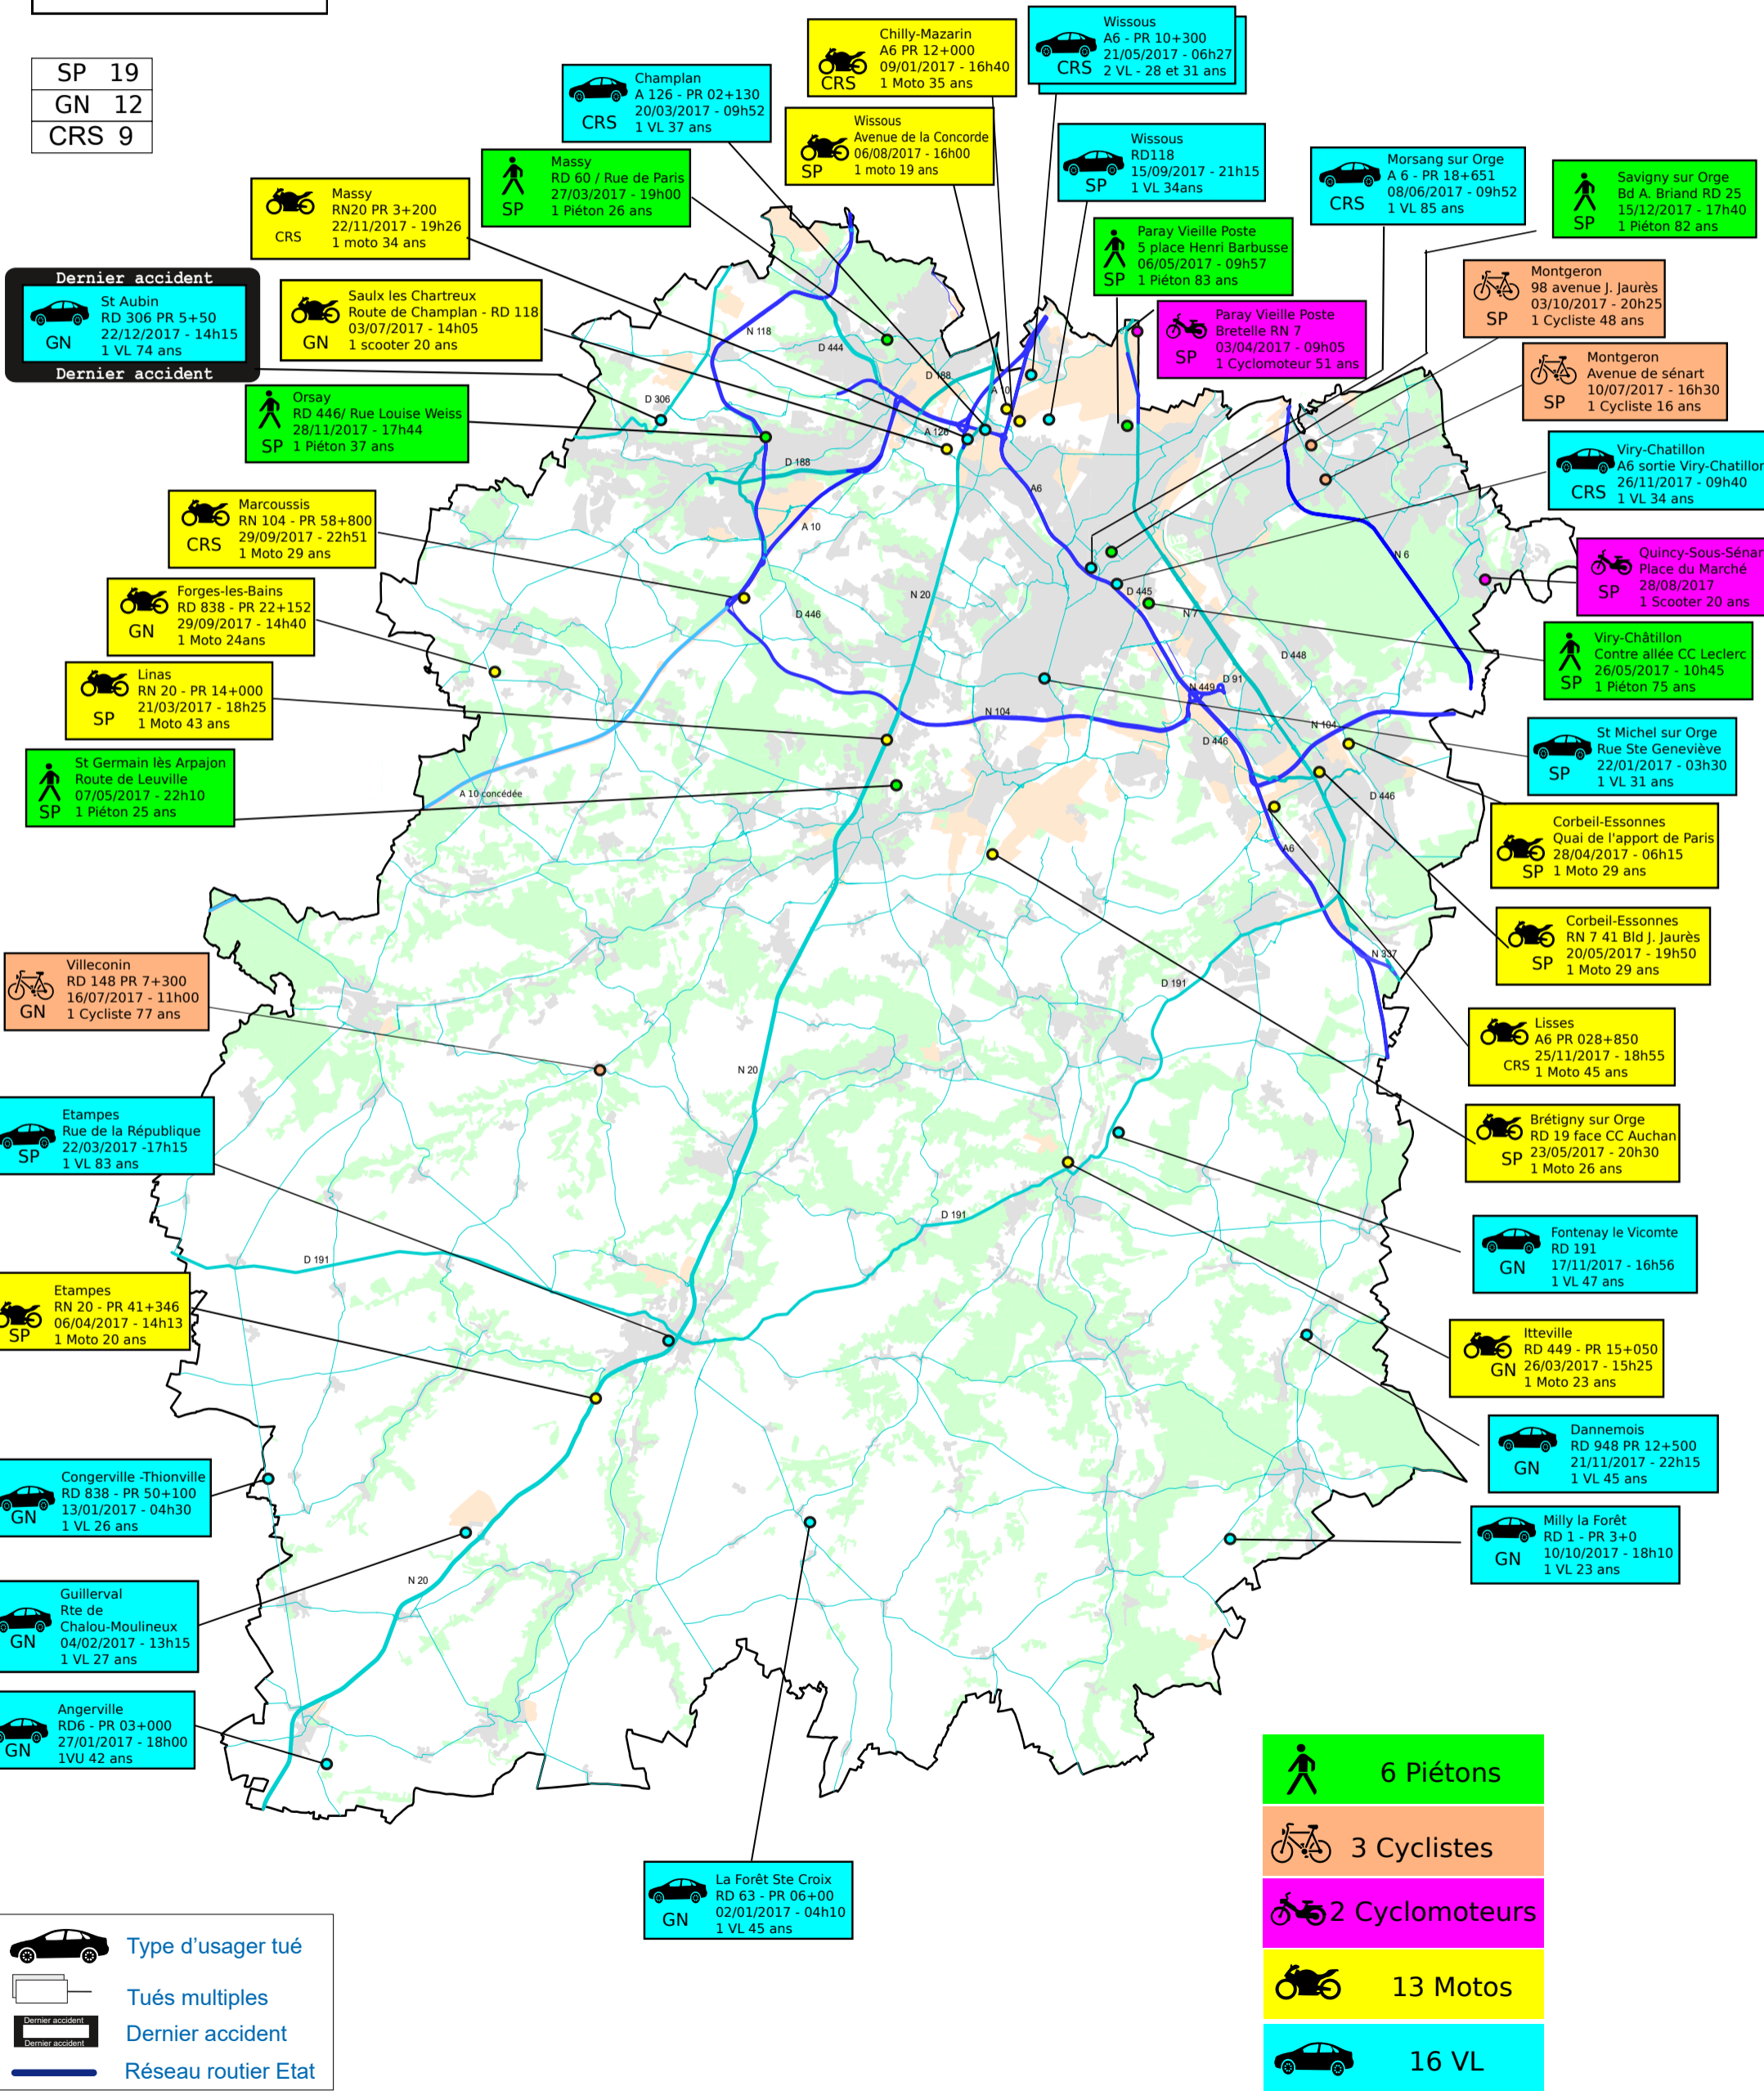 SP 19
GN 12
CRS 9
Chilly-Mazarin
A6 PR 12+000
09/01/2017 - 16h40
1 Moto 35 ans
CRS
Wissous
A6 - PR 10+300
21/05/2017 - 06h27
2 VL - 28 et 31 ans
CRS
Champlan
A 126 - PR 02+130
20/03/2017 - 09h52
1 VL 37 ans
CRS
Wissous
Avenue de la Concorde
06/08/2017 - 16h00
1 moto 19 ans
SP
Wissous
RD118
15/09/2017 - 21h15
1 VL 34ans
SP
Morsang sur Orge
A 6 - PR 18+651
08/06/2017 - 09h52
1 VL 85 ans
CRS
Savigny sur Orge
Bd A. Briand RD 25
15/12/2017 - 17h40
1 Piéton 82 ans
SP
Massy
RD 60 / Rue de Paris
27/03/2017 - 19h00
1 Piéton 26 ans
SP
Massy
RN20 PR 3+200
22/11/2017 - 19h26
1 moto 34 ans
CRS
Paray Vieille Poste
5 place Henri Barbusse
06/05/2017 - 09h57
1 Piéton 83 ans
SP
Montgeron
98 avenue J. Jaurès
03/10/2017 - 20h25
1 Cycliste 48 ans
SP
Dernier accident
St Aubin
RD 306 PR 5+50
22/12/2017 - 14h15
1 VL 74 ans
GN
Dernier accident
Saulx les Chartreux
Route de Champlan - RD 118
03/07/2017 - 14h05
1 scooter 20 ans
GN
Paray Vieille Poste
Bretelle RN 7
03/04/2017 - 09h05
1 Cyclomoteur 51 ans
SP
Montgeron
Avenue de sénart
10/07/2017 - 16h30
1 Cycliste 16 ans
SP
Orsay
RD 446/ Rue Louise Weiss
28/11/2017 - 17h44
1 Piéton 37 ans
SP
Viry-Chatillon
A6 sortie Viry-Chatillon
26/11/2017 - 09h40
1 VL 34 ans
CRS
Marcoussis
RN 104 - PR 58+800
29/09/2017 - 22h51
1 Moto 29 ans
CRS
Quincy-Sous-Sénar
Place du Marché
28/08/2017
1 Scooter 20 ans
SP
Forges-les-Bains
RD 838 - PR 22+152
29/09/2017 - 14h40
1 Moto 24ans
GN
Viry-Châtillon
Contre allée CC Leclerc
26/05/2017 - 10h45
1 Piéton 75 ans
SP
Linas
RN 20 - PR 14+000
21/03/2017 - 18h25
1 Moto 43 ans
SP
St Michel sur Orge
Rue Ste Geneviève
22/01/2017 - 03h30
1 VL 31 ans
SP
St Germain lès Arpajon
Route de Leuville
07/05/2017 - 22h10
1 Piéton 25 ans
SP
Corbeil-Essonnes
Quai de l'apport de Paris
28/04/2017 - 06h15
1 Moto 29 ans
SP
Corbeil-Essonnes
RN 7 41 Bld J. Jaurès
20/05/2017 - 19h50
1 Moto 29 ans
SP
Villeconin
RD 148 PR 7+300
16/07/2017 - 11h00
1 Cycliste 77 ans
GN
Lisses
A6 PR 028+850
25/11/2017 - 18h55
1 Moto 45 ans
CRS
Etampes
Rue de la République
22/03/2017 -17h15
1 VL 83 ans
SP
Brétigny sur Orge
RD 19 face CC Auchan
23/05/2017 - 20h30
1 Moto 26 ans
SP
Fontenay le Vicomte
RD 191
17/11/2017 - 16h56
1 VL 47 ans
GN
Etampes
RN 20 - PR 41+346
06/04/2017 - 14h13
1 Moto 20 ans
SP
Itteville
RD 449 - PR 15+050
26/03/2017 - 15h25
1 Moto 23 ans
GN
Dannemois
RD 948 PR 12+500
21/11/2017 - 22h15
1 VL 45 ans
GN
Congerville -Thionville
RD 838 - PR 50+100
13/01/2017 - 04h30
1 VL 26 ans
GN
Milly la Forêt
RD 1 - PR 3+0
10/10/2017 - 18h10
1 VL 23 ans
GN
Guillerval
Rte de
Chalou-Moulineux
04/02/2017 - 13h15
1 VL 27 ans
GN
Angerville
RD6 - PR 03+000
27/01/2017 - 18h00
1VU 42 ans
GN
La Forêt Ste Croix
RD 63 - PR 06+00
02/01/2017 - 04h10
1 VL 45 ans
GN
N 118
D 444
D 188
A 10
D 306
A 126
D 188
A6
A 10
N 6
N 20
D 445
D 446
N 7
D 448
D 91
N 449
N 104
N 104
D 446
D 446
A 10 concédée
A6
N 337
D 191
N 20
D 191
D 191
N 20
6 Piétons
3 Cyclistes
2 Cyclomoteurs
13 Motos
16 VL
Type d'usager tué
Tués multiples
Dernier accident
Dernier accident
Dernier accident
Réseau routier Etat